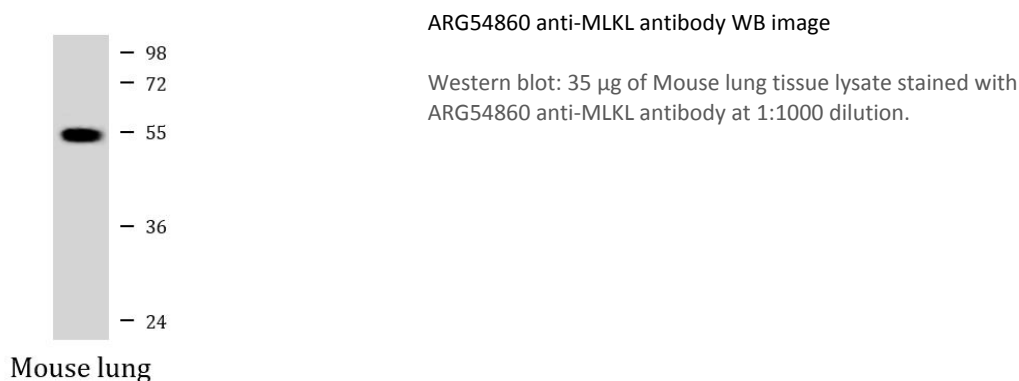 ARG54860 anti-MLKL antibody WB image
Western blot: 35 µg of Mouse lung tissue lysate stained with
ARG54860 anti-MLKL antibody at 1:1000 dilution.
98
72
55
36
24
Mouse lung